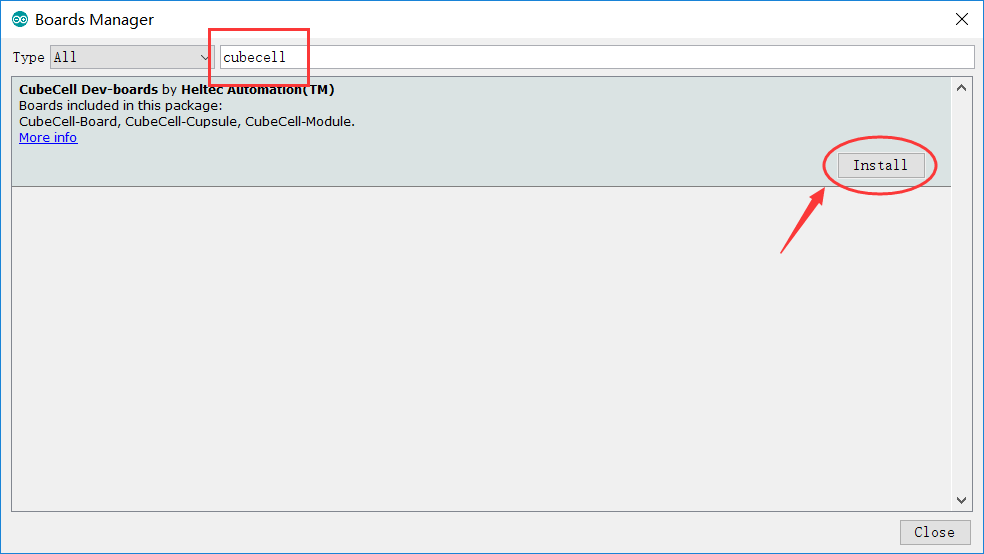 Boards Manager
Type All cubecell
CubeCell Dev-boards by Heltec Automation(TM)
Boards included in this package:
CubeCell-Board, CubeCell-Cupsule, CubeCell-Module.
More info
Install
Close